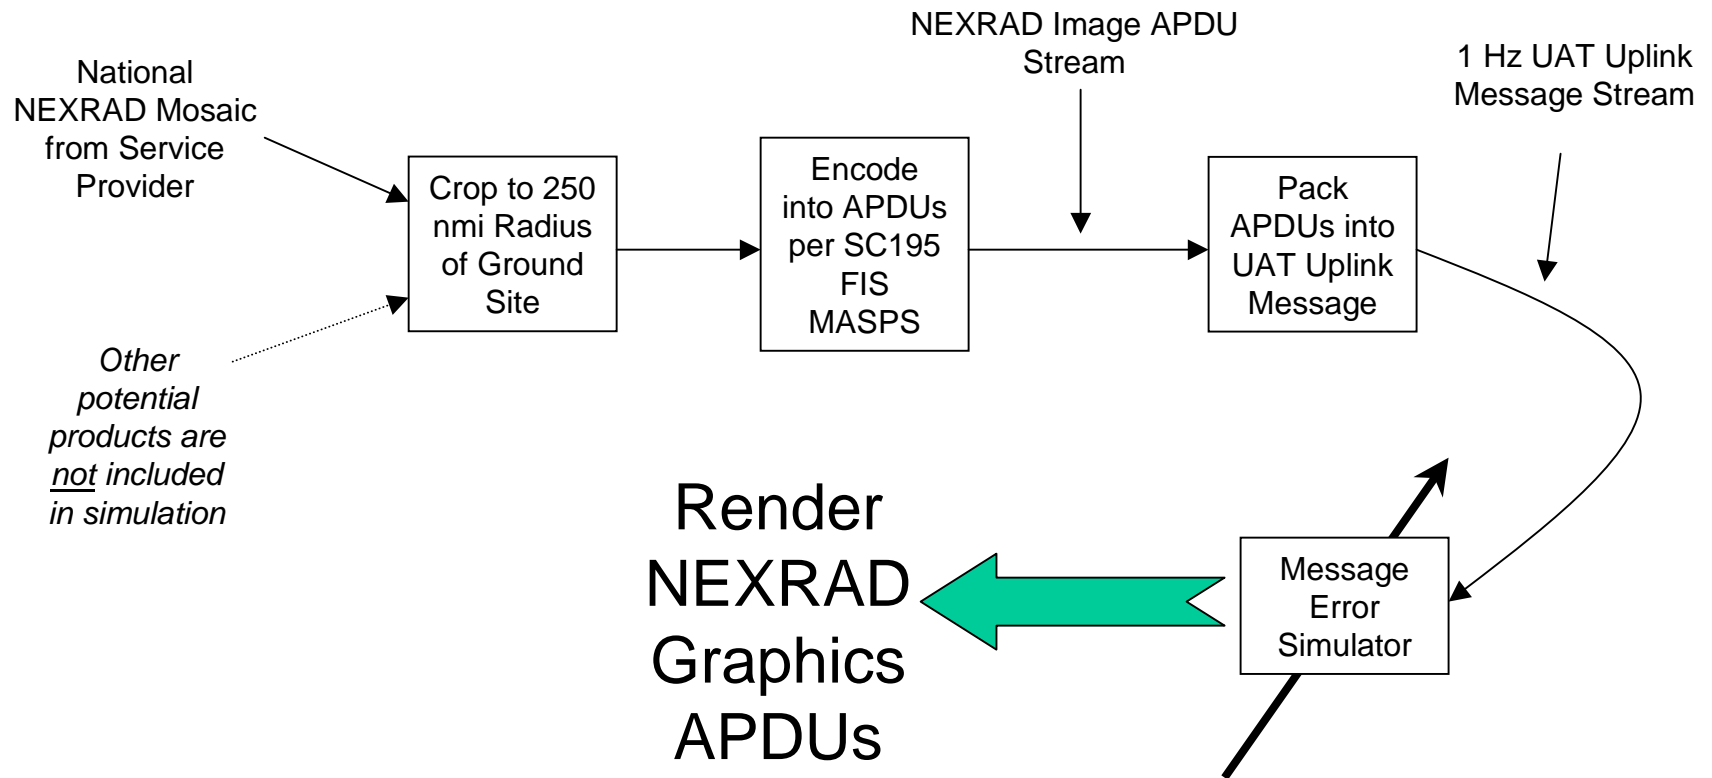 National
NEXRAD Mosaic
from Service
Provider
Other
potential
products are
not included
in simulation
Crop to 250
nmi Radius
of Ground
Site
Encode
into APDUs
per SC195
FIS
MASPS
NEXRAD Image APDU
Stream
Pack
APDUs into
UAT Uplink
Message
1 Hz UAT Uplink
Message Stream
Message
Error
Simulator
Render
NEXRAD
Graphics
APDUs